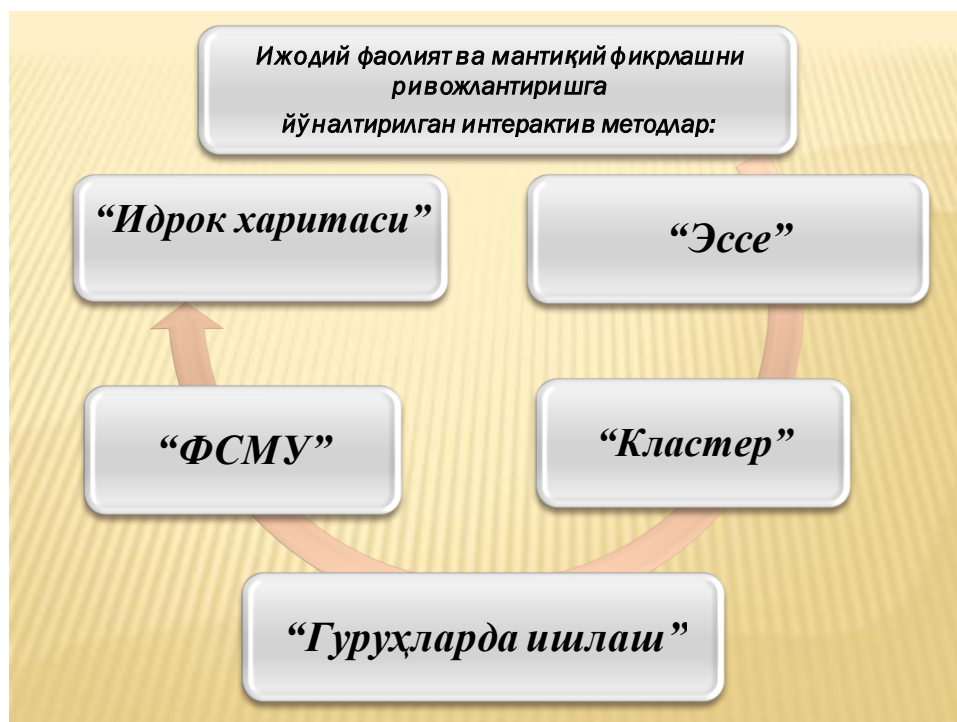 Ижодий фаолият ва мантиқий фикрлашни
ривожлантиришга
йўналтирилган интерактив методлар:
“Идрок харитаси”
“Эссе”
“ФСМУ”
“Кластер”
“Гуруҳларда ишлаш”